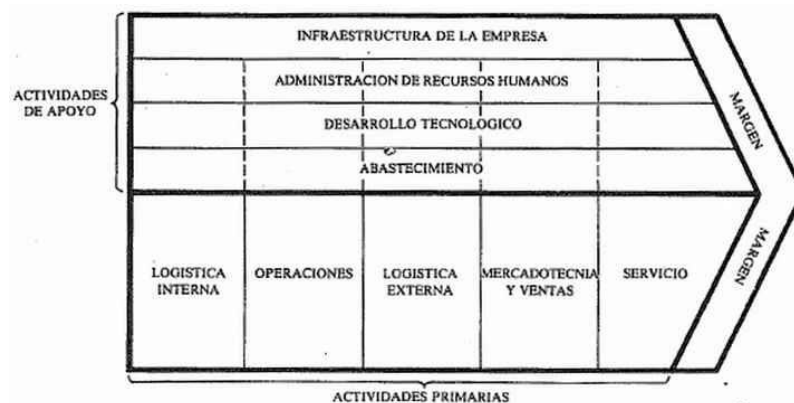 INFRAESTRUCTURA DE LA EMPRESA
ADMINISTRACION DE RECURSOS HUMANOS
ACTIVIDADES
DE APOYO
DESARROLLO TECNOLOGICO
ABASTECIMIENTO
MARGEN
MARGEN
LOGISTICA
INTERNA
OPERACIONES
LOGISTICA
EXTERNA
MERCADOTECNIA
Y VENTAS
SERVICIO
ACTIVIDADES PRIMARIAS